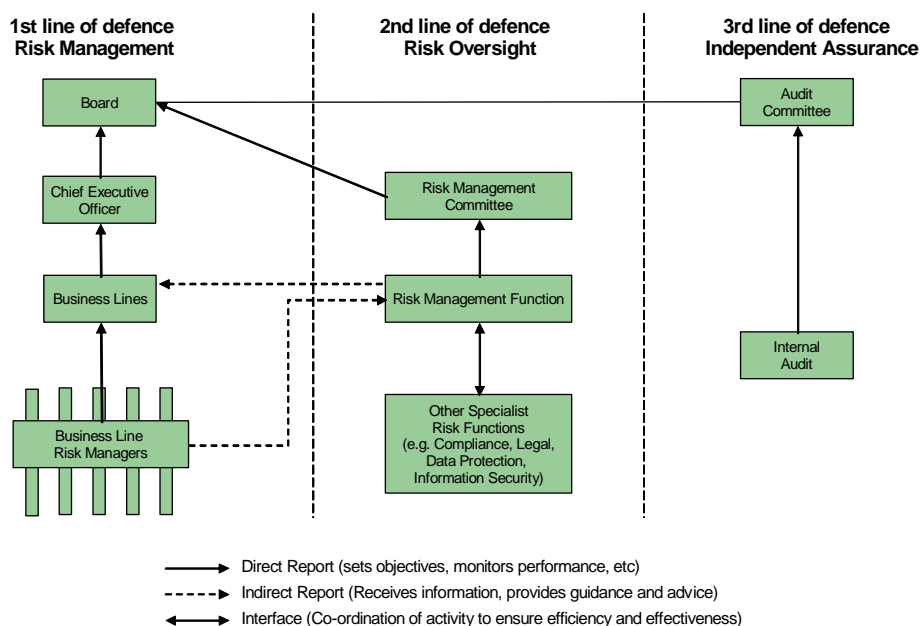 1st line of defence
Risk Management
2nd line of defence
Risk Oversight
3rd line of defence
Independent Assurance
Board
Audit
Committee
Chief Executive
Officer
Risk Management
Committee
Business Lines
Risk Management Function
Internal
Audit
Business Line
Risk Managers
Other Specialist
Risk Functions
(e.g. Compliance, Legal,
Data Protection,
Information Security)
Direct Report (sets objectives, monitors performance, etc)
Indirect Report (Receives information, provides guidance and advice)
Interface (Co-ordination of activity to ensure efficiency and effectiveness)